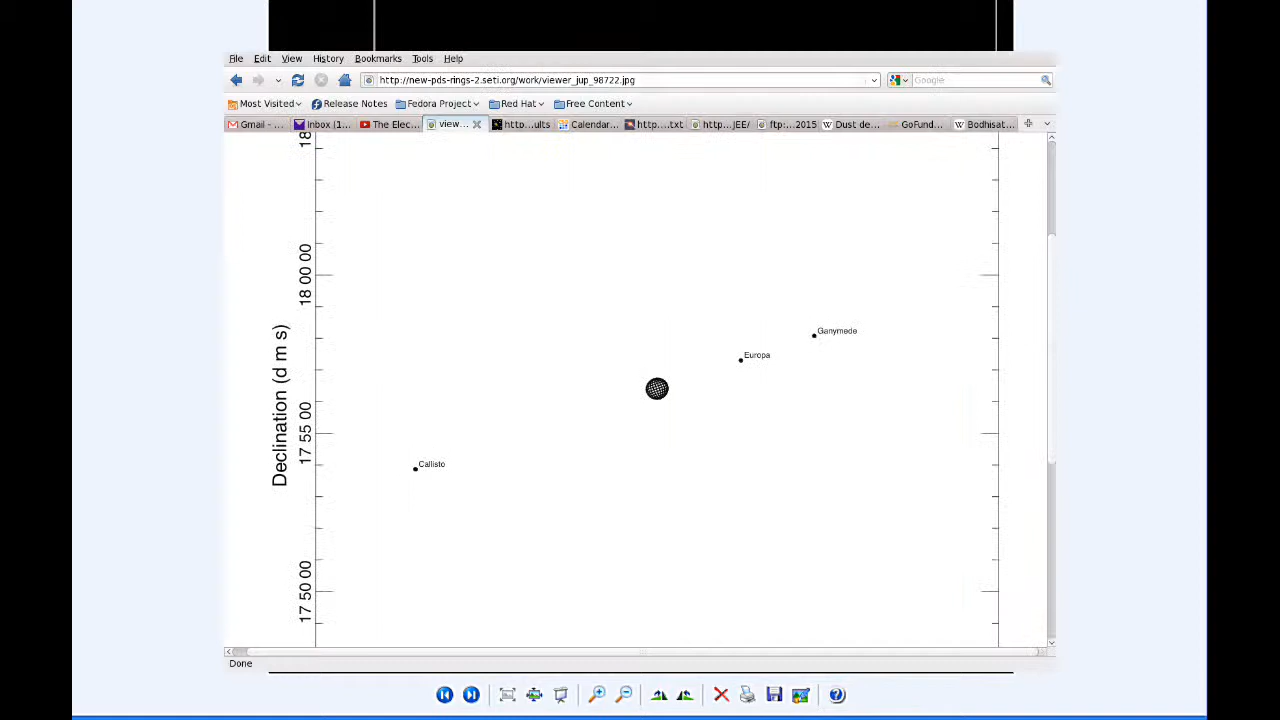 File Edit View History Bookmarks Tools Help
http://new-pds-rings-2.seti.org/work/viewer_jup_98722.jpg
Google
Most Visited Release Notes Fedora Project Red Hat Free Content
Gmail - ... Inbox (1... The Elec... view... http...ults Calendar... http....txt http...JEE/ ftp:...2015 Dust de... GoFund... Bodhisat...
18
18 00 00
Ganymede
Europa
Declination (d m s)
17 55 00
Callisto
17 50 00
Done